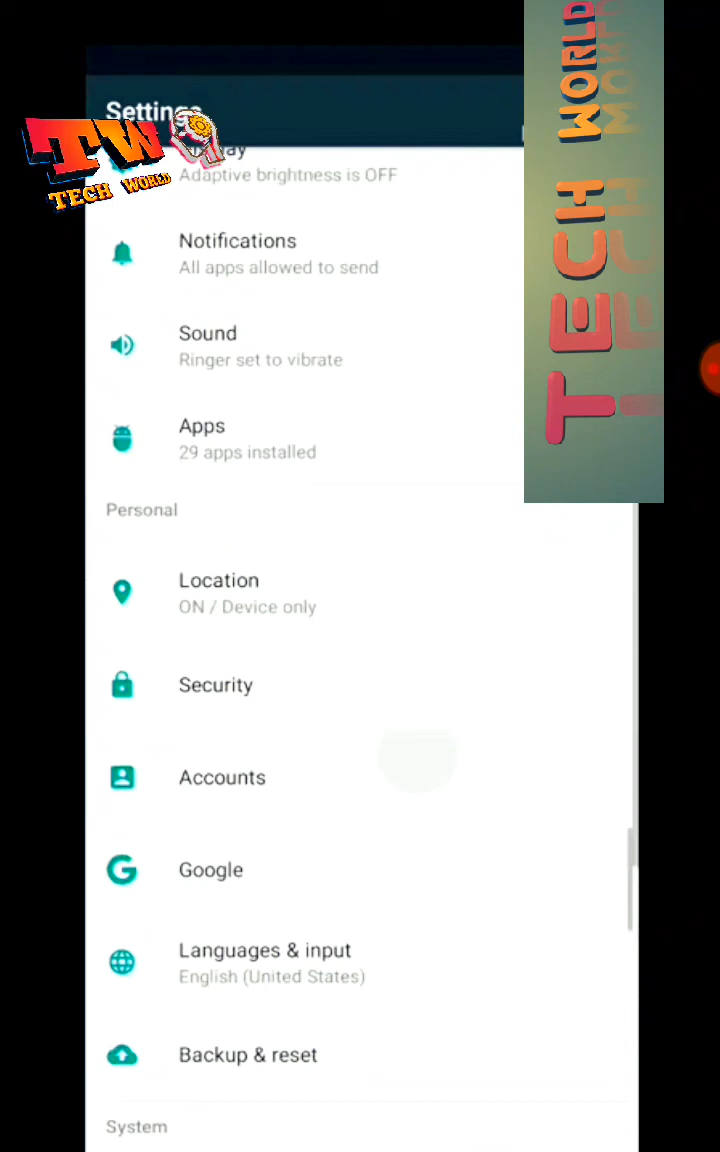 Settings
TW
TECH WORLD
TECH WORLD
Adaptive brightness is OFF
Notifications
All apps allowed to send
Sound
Ringer set to vibrate
Apps
29 apps installed
Personal
Location
ON / Device only
Security
Accounts
Google
Languages & input
English (United States)
Backup & reset
System